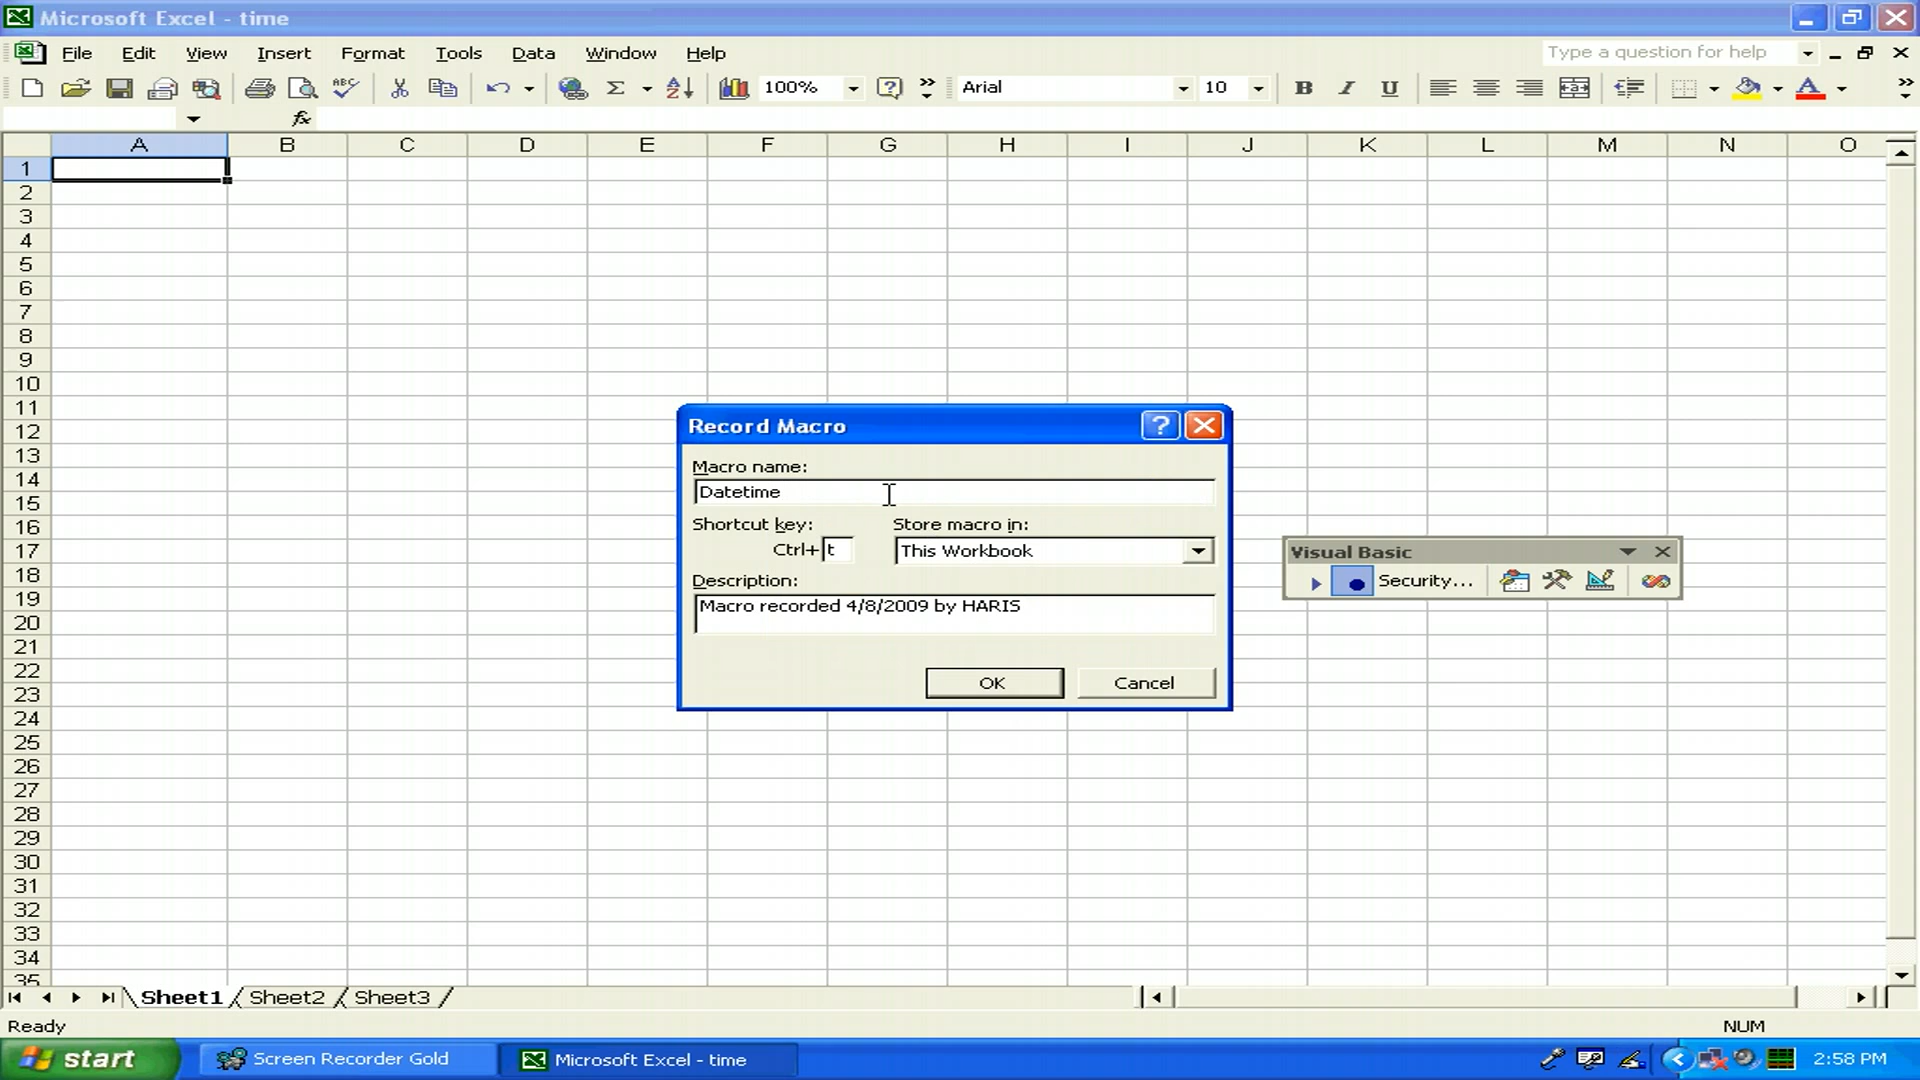 Microsoft Excel - time
File Edit View Insert Format Tools Data Window Help Type a question for help
100% Arial 10 B I U
fx
A B C D E F G H I J K L M N O
1
2
3
4
5
6
7
8
9
10
11
12
13
14
15
16
17
18
19
20
21
22
23
24
25
26
27
28
29
30
31
32
33
34
35
Record Macro
Macro name:
Datetime
Shortcut key: Store macro in:
Ctrl+ t This Workbook
Description:
Macro recorded 4/8/2009 by HARIS
OK Cancel
Visual Basic
Security...
Sheet1 Sheet2 Sheet3
Ready NUM
start Screen Recorder Gold Microsoft Excel - time 2:58 PM